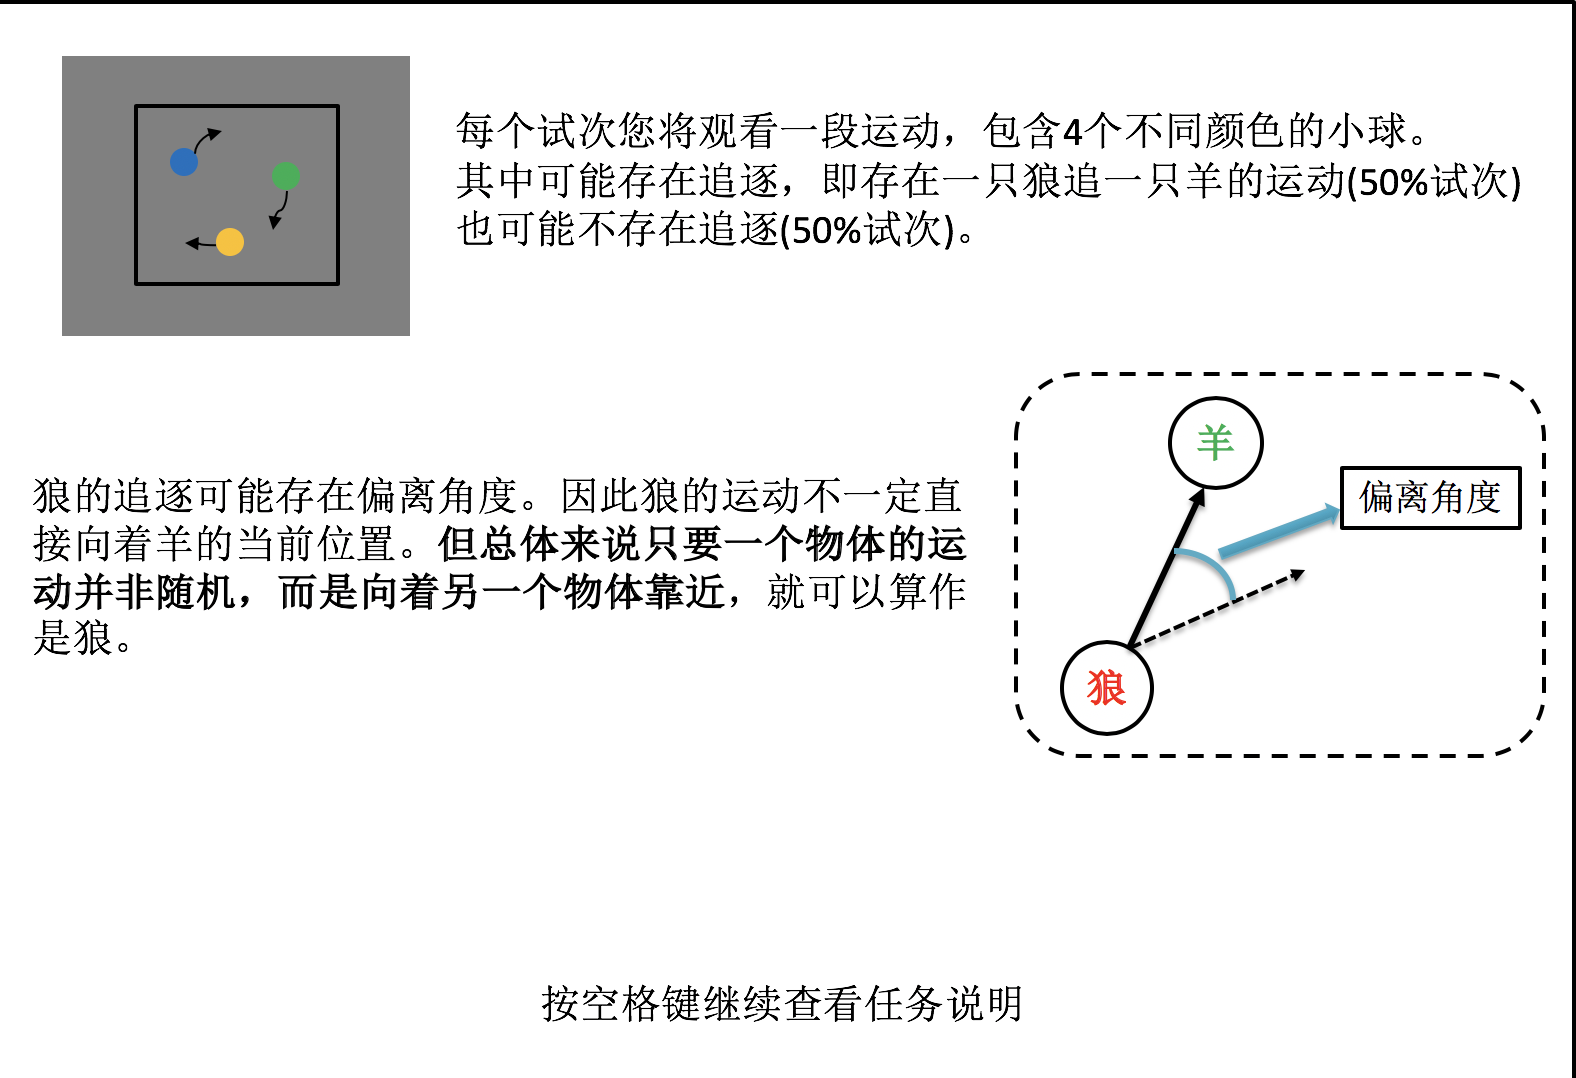 每个试次您将观看一段运动，包含4个不同颜色的小球。
其中可能存在追逐，即存在一只狼追一只羊的运动(50%试次)
也可能不存在追逐(50%试次)。
羊
偏离角度
狼的追逐可能存在偏离角度。因此狼的运动不一定直
接向着羊的当前位置。但总体来说只要一个物体的运
动并非随机，而是向着另一个物体靠近，就可以算作
是狼。
狼
按空格键继续查看任务说明